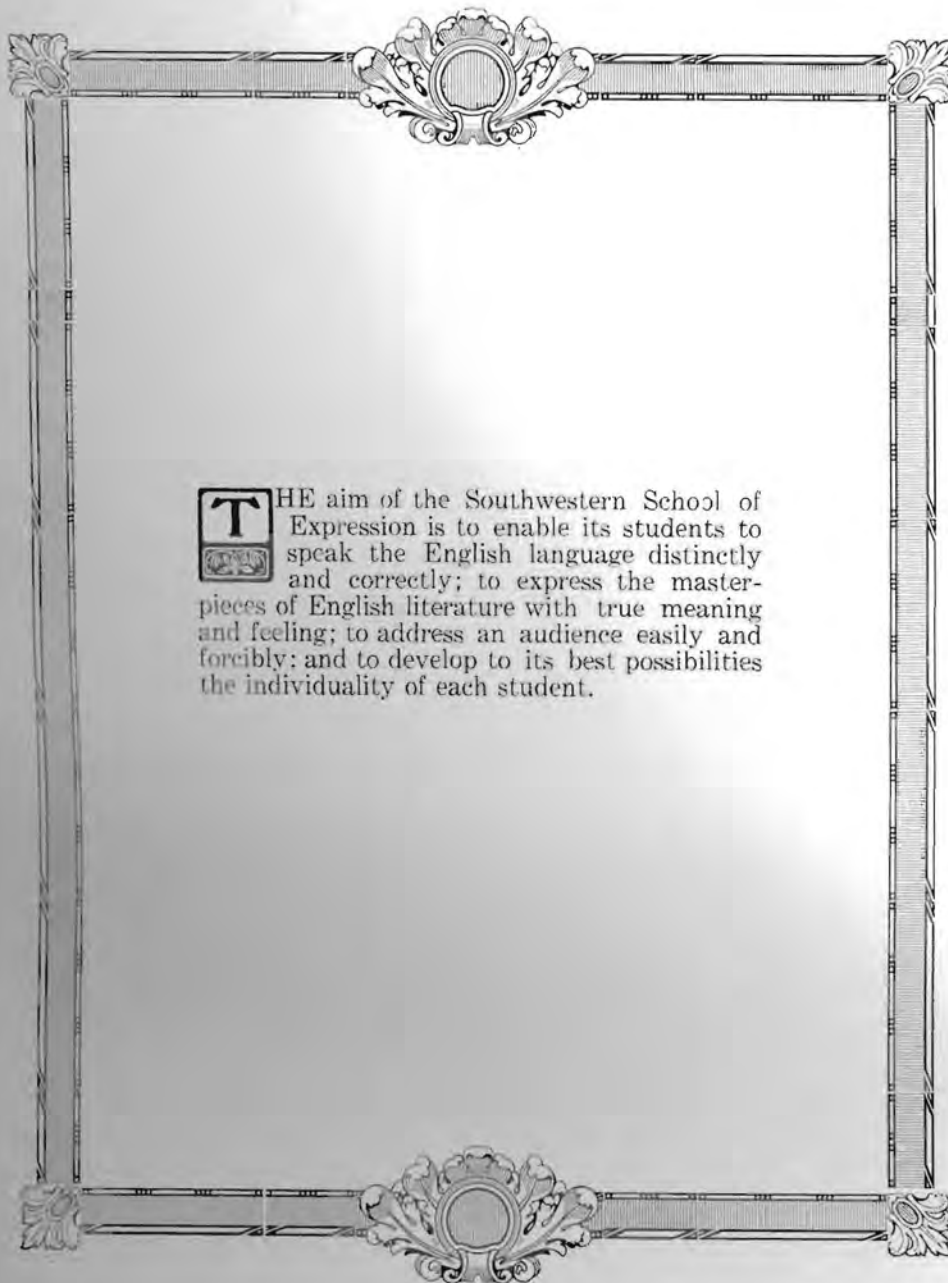 THE aim of the Southwestern School of
Expression is to enable its students to
speak the English language distinctly
and correctly; to express the master-
pieces of English literature with true meaning
and feeling; to address an audience easily and
forcibly; and to develop to its best possibilities
the individuality of each student.